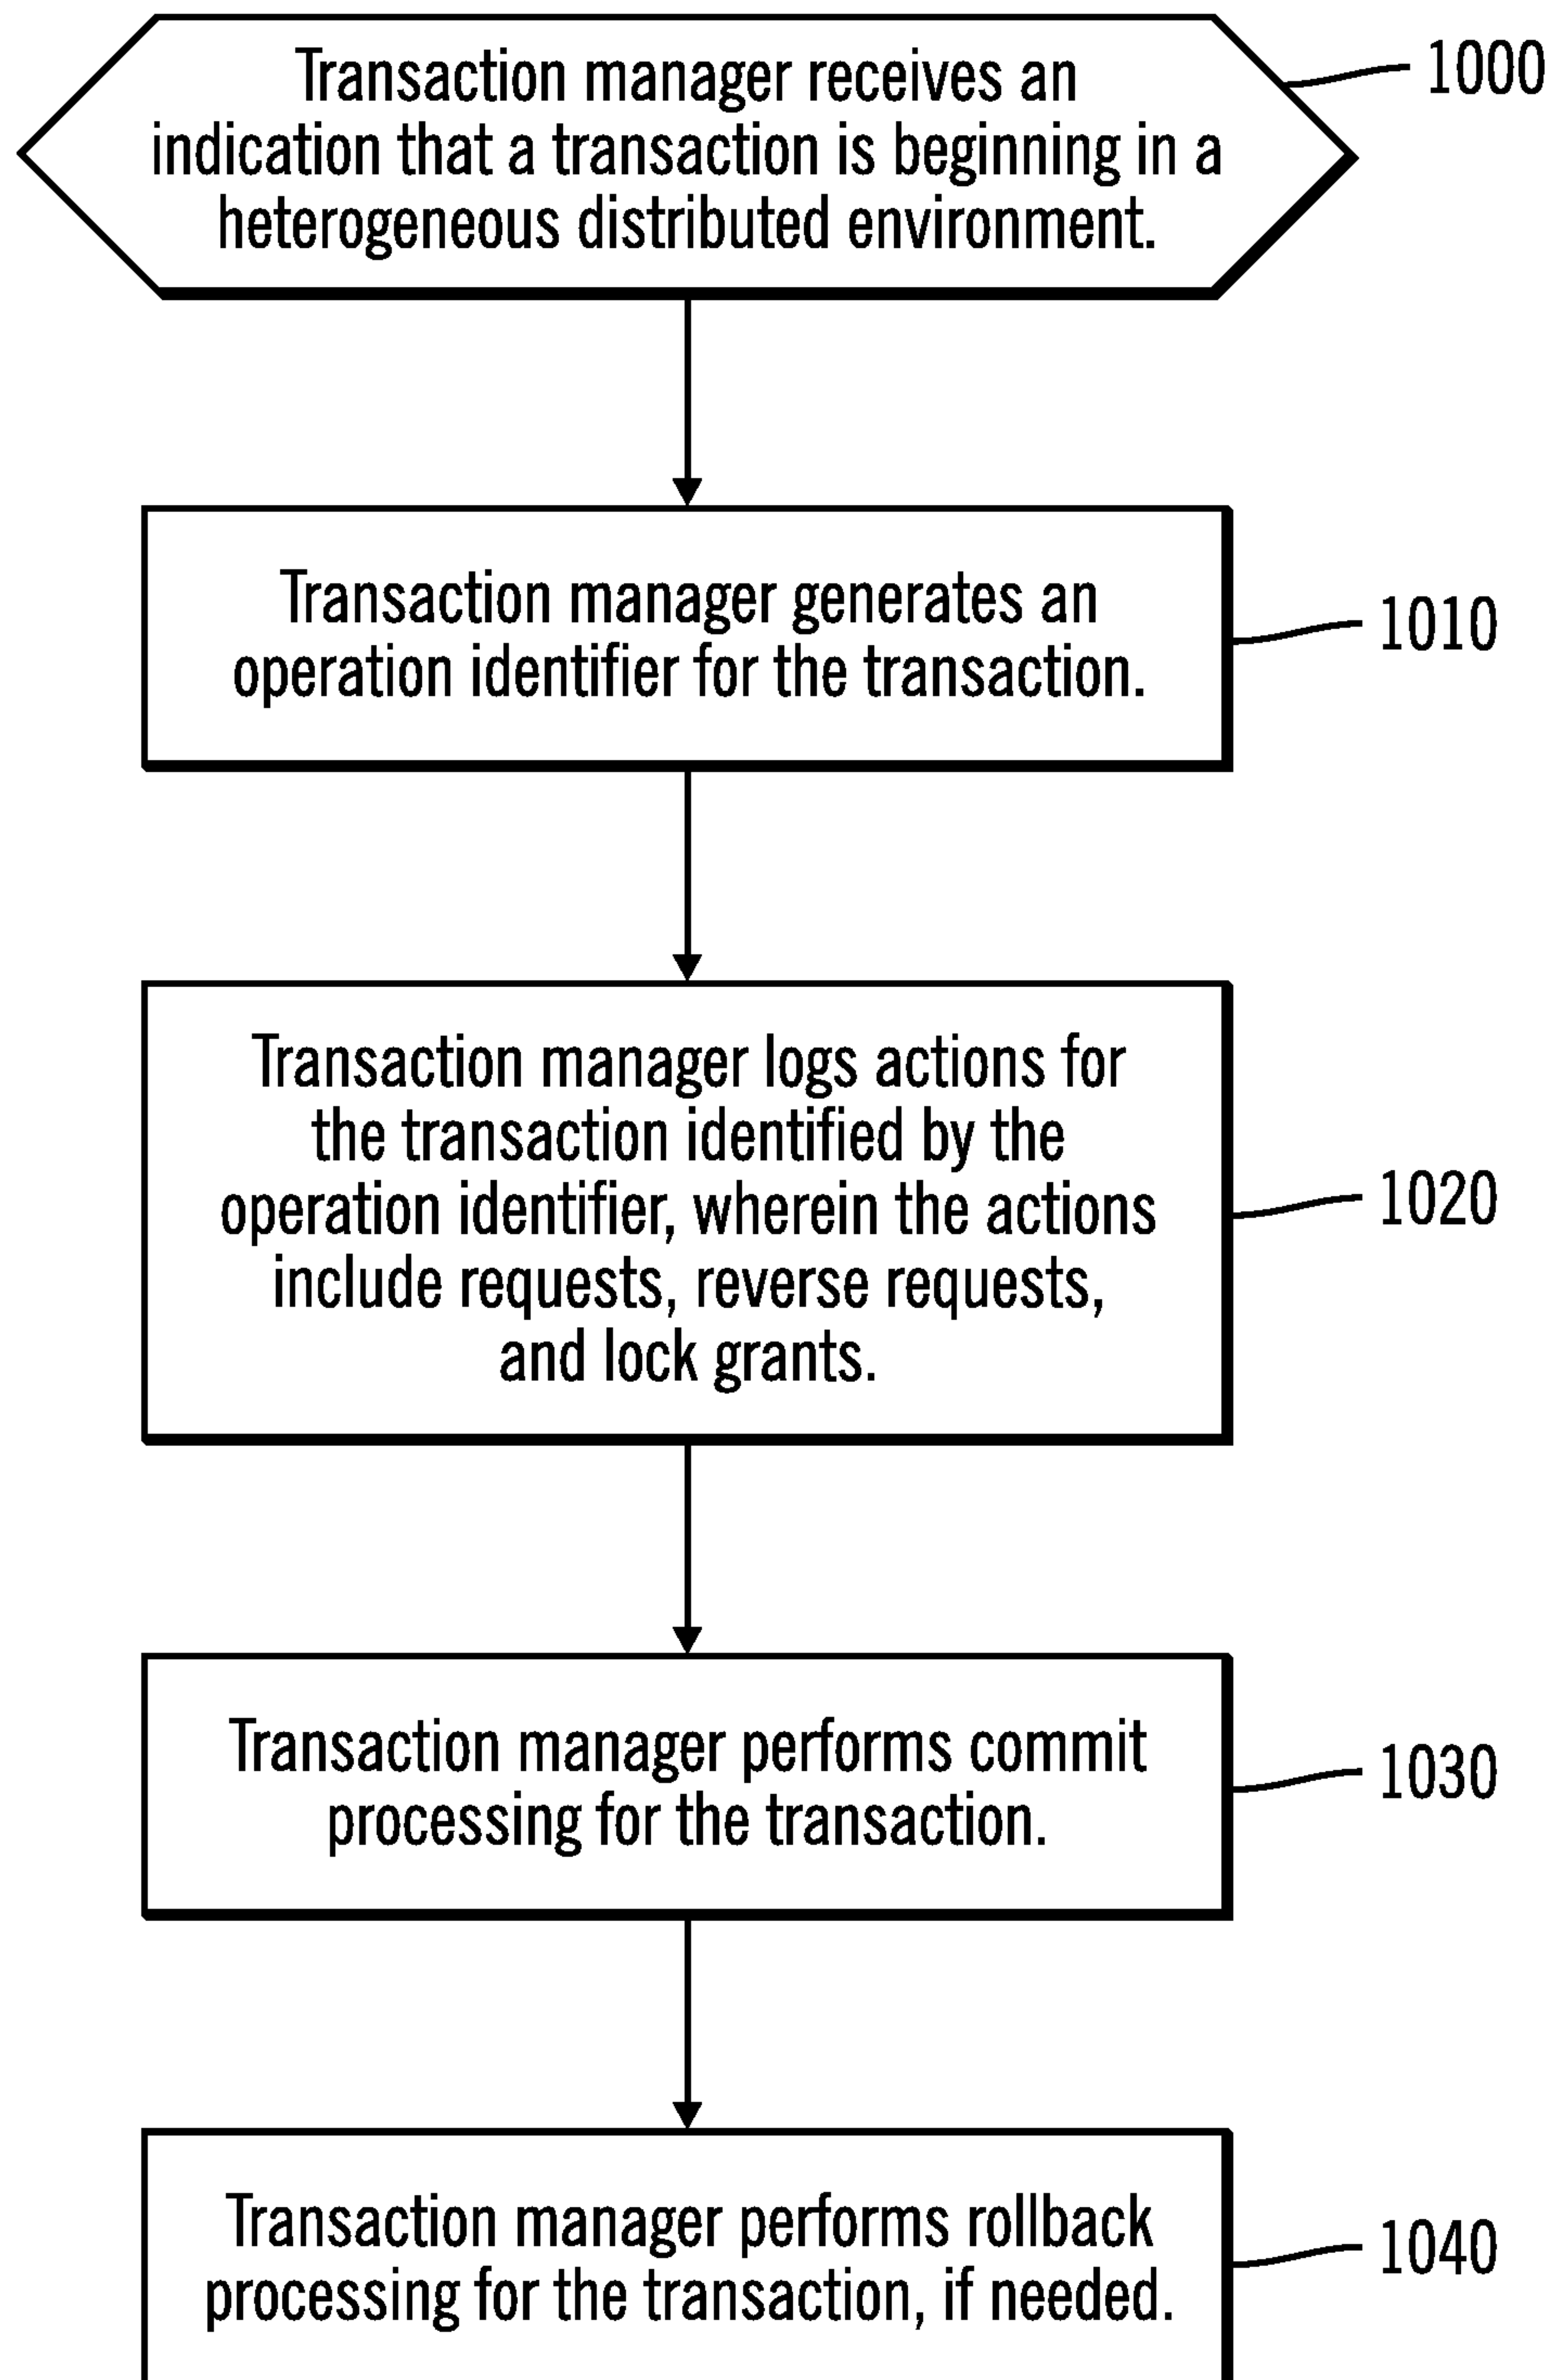 Transaction manager receives an
indication that a transaction is beginning in a
heterogeneous distributed environment.
1000
Transaction manager generates an
operation identifier for the transaction.
1010
Transaction manager logs actions for
the transaction identified by the
operation identifier, wherein the actions
include requests, reverse requests,
and lock grants.
1020
Transaction manager performs commit
processing for the transaction.
1030
Transaction manager performs rollback
processing for the transaction, if needed.
1040